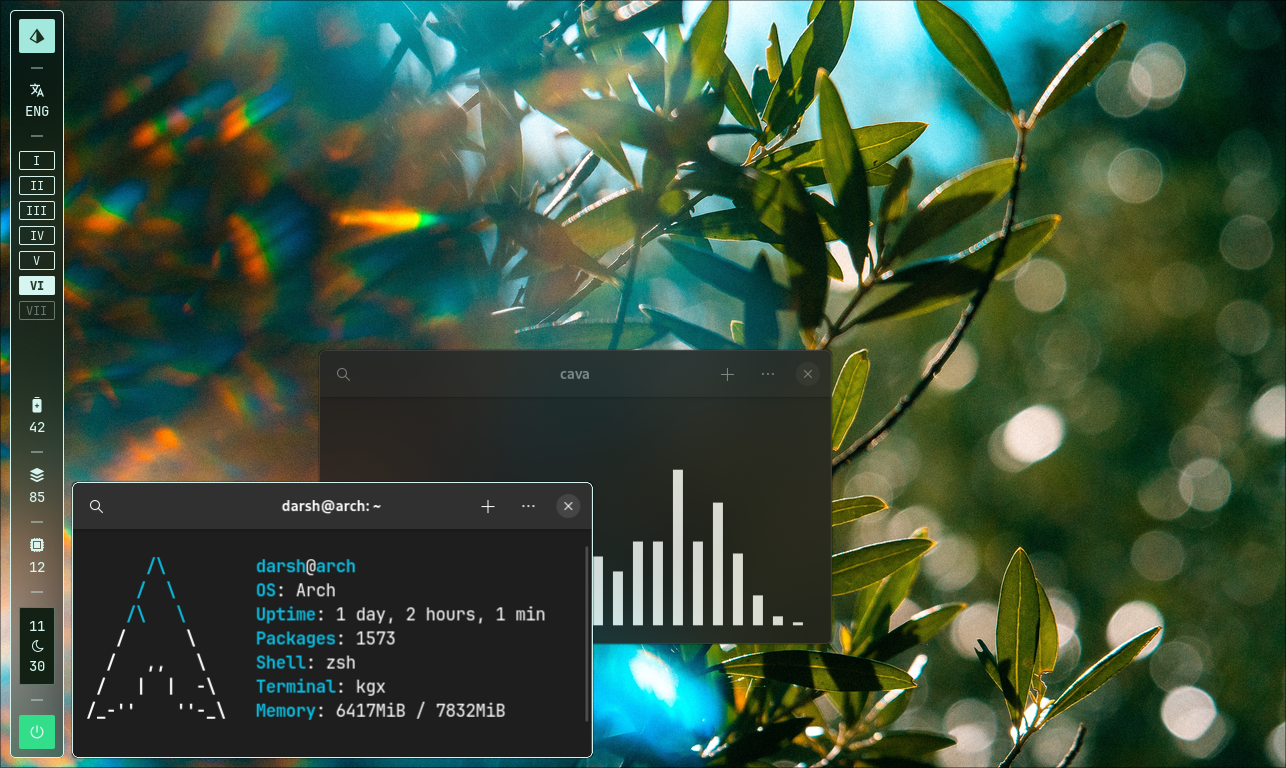 ENG
I
II
III
IV
V
VI
VII
42
85
12
11
30
cava
darsh@arch: ~
darsh@arch
OS: Arch
Uptime: 1 day, 2 hours, 1 min
Packages: 1573
Shell: zsh
Terminal: kgx
Memory: 6417MiB / 7832MiB